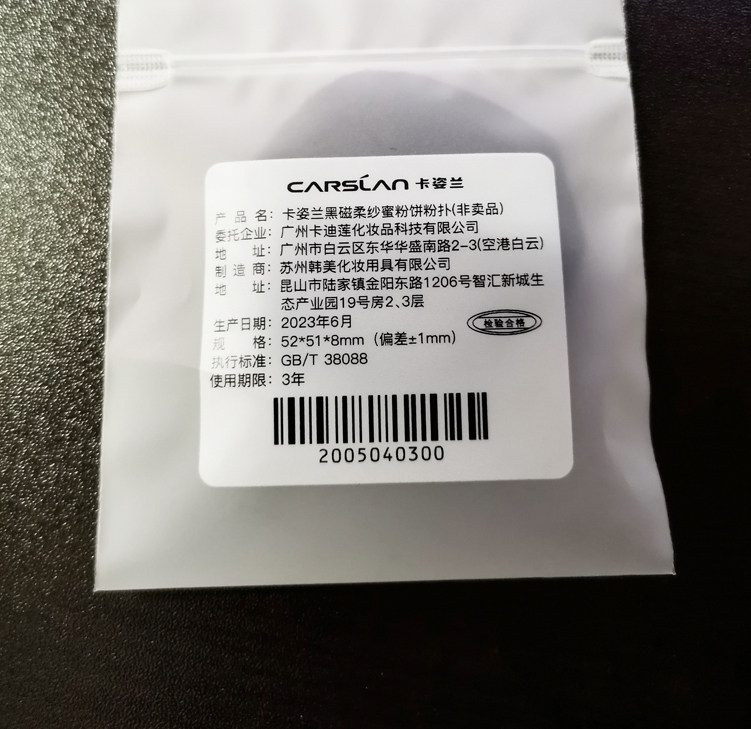 CARSLAN 卡姿兰
产品名：卡姿兰黑磁柔纱蜜粉饼粉扑(非卖品)
委托企业：广州卡迪莲化妆品科技有限公司
地址：广州市白云区东华华盛南路2-3(空港白云)
制造商：苏州韩美化妆用具有限公司
地址：昆山市陆家镇金阳东路1206号智汇新城生
态产业园19号房2、3层
生产日期：2023年6月
检验合格
规格：52*51*8mm（偏差±1mm）
执行标准：GB/T 38088
使用期限：3年
2005040300